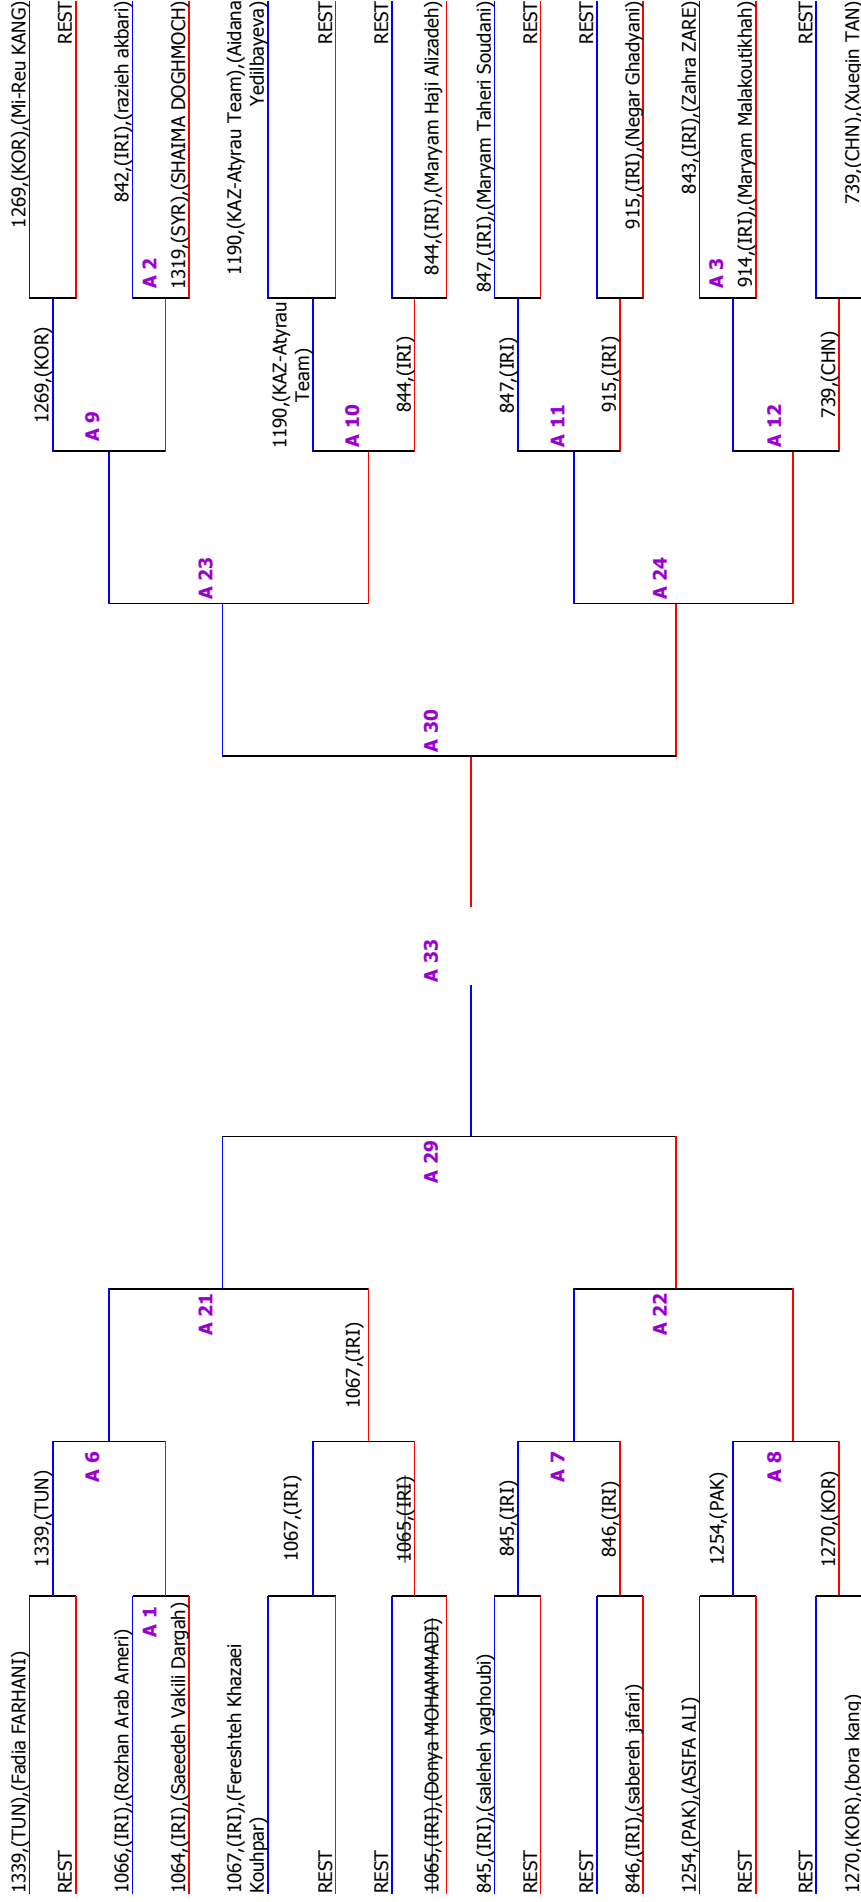 1339,(TUN),(Fadia FARHANI)
REST
1066,(IRI),(Rozhan Arab Ameri)
1064,(IRI),(Saeedeh Vakili Dargah)
1067,(IRI),(Fereshteh Khazaei
Kouhpar)
REST
REST
1065,(IRI),(Donya MOHAMMADI)
845,(IRI),(saleheh yaghoubi)
REST
REST
846,(IRI),(sabereh jafari)
1254,(PAK),(ASIFA ALI)
REST
REST
1270,(KOR),(bora kang)
A 1
1339,(TUN)
1067,(IRI)
1065,(IRI)
845,(IRI)
846,(IRI)
1254,(PAK)
1270,(KOR)
A 6
A 7
A 8
1067,(IRI)
A 21
A 22
A 29
A 33
A 30
A 23
A 24
A 9
A 10
A 11
A 12
1269,(KOR)
1190,(KAZ-Atyrau
Team)
844,(IRI)
847,(IRI)
915,(IRI)
739,(CHN)
A 2
A 3
1269,(KOR),(Mi-Reu KANG)
REST
842,(IRI),(razieh akbari)
1319,(SYR),(SHAIMA DOGHMOCH)
1190,(KAZ-Atyrau Team),(Aidana
Yedilbayeva)
REST
REST
844,(IRI),(Maryam Haji Alizadeh)
847,(IRI),(Maryam Taheri Soudani)
REST
REST
915,(IRI),(Negar Ghadyani)
843,(IRI),(Zahra ZARE)
914,(IRI),(Maryam Malakoutikhah)
REST
739,(CHN),(Xueqin TAN)